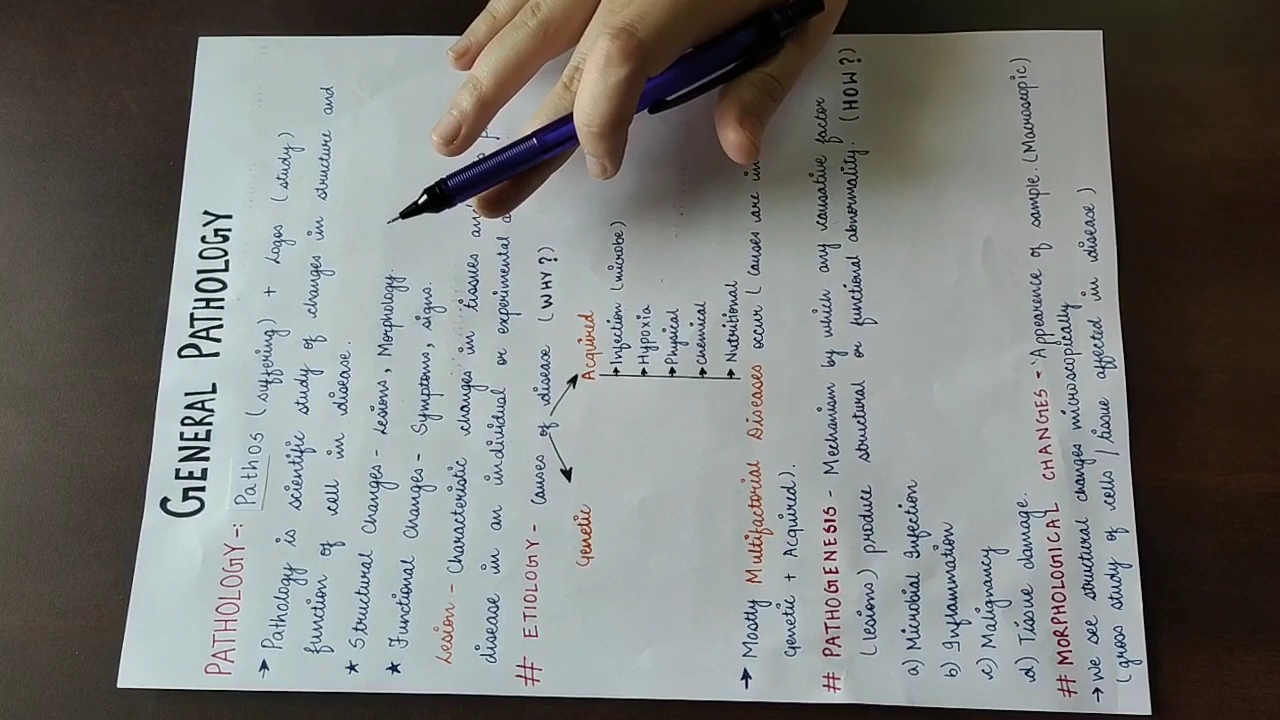 GENERAL PATHOLOGY
PATHOLOGY-: Pathos (suffering) + Logos (study)
→ Pathology is scientific study of changes in structure and
function of cell in disease.
★ Structural Changes - Lesions, Morphology
★ Functional Changes - Symptoms, signs.
Lesion - Characteristic changes in tissues
disease in an individual or experimental
# ETIOLOGY - Causes of disease (WHY?)
Genetic Acquired
→ Infection (microbe)
→ Hypoxia
→ Physical
→ chemical
→ Nutritional
→ Mostly Multifactorial Diseases occur (causes are in
Genetic + Acquired).
# PATHOGENESIS - Mechanism by which any causative factor
(Lesions) produce structural or functional abnormality. (HOW?)
a) Microbial Infection
b) Inflammation
c) Malignancy
d) Tissue damage.
# MORPHOLOGICAL CHANGES - Appearence of sample. (Macroscopic)
→ We see structural changes microscopically
(gross study of cells / tissue affected in disease)